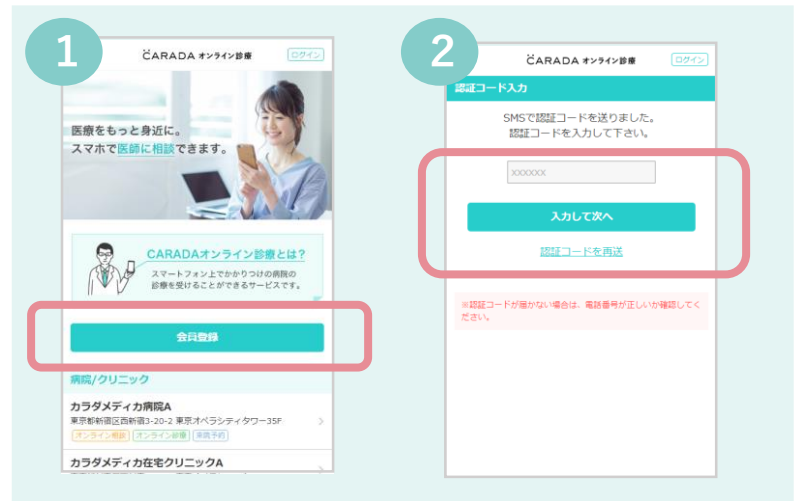 1
CARADA オンライン診療
ログイン
医療をもっと身近に。
スマホで医師に相談できます。
CARADAオンライン診療とは?
スマートフォン上でかかりつけの病院の
診療を受けることができるサービスです。
会員登録
病院/クリニック
カラダメディカ病院A
東京都新宿区西新宿3-20-2 東京オペラシティタワー35F
オンライン相談 オンライン診療 来院予約
カラダメディカ在宅クリニックA
2
CARADA オンライン診療
ログイン
認証コード入力
SMSで認証コードを送りました。
認証コードを入力して下さい。
xxxxxx
入力して次へ
認証コードを再送
※認証コードが届かない場合は、電話番号が正しいか確認してく
ださい。